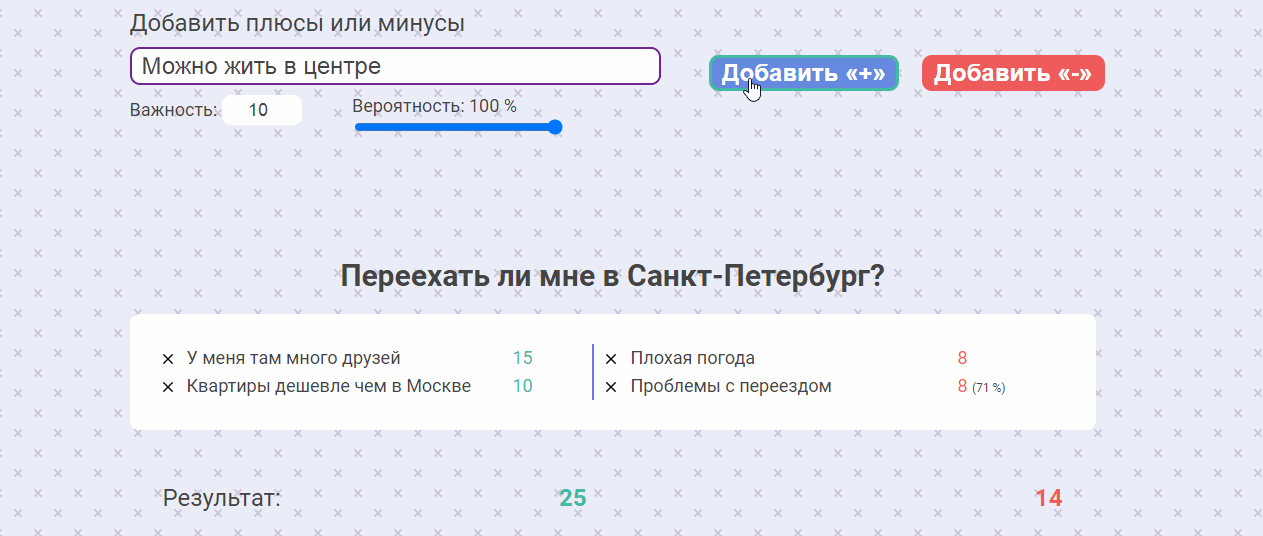 Добавить плюсы или минусы
Можно жить в центре
Добавить «+» Добавить «-»
Важность: 10 Вероятность: 100 %
Переехать ли мне в Санкт-Петербург?
× У меня там много друзей 15 × Плохая погода 8
× Квартиры дешевле чем в Москве 10 × Проблемы с переездом 8 (71 %)
Результат: 25 14